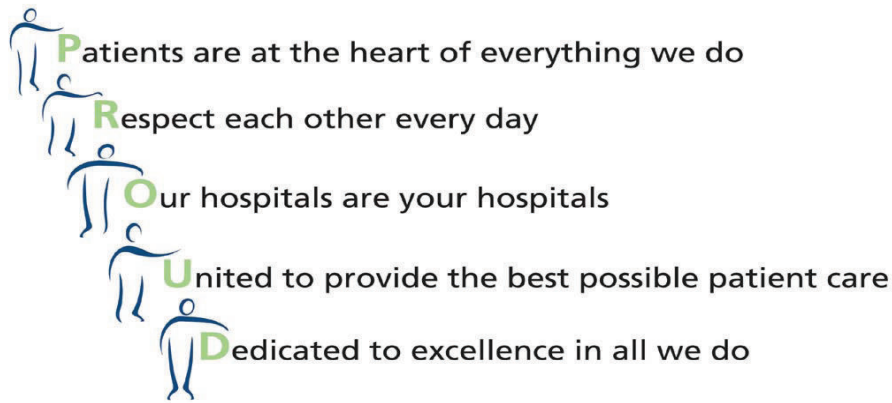 Patients are at the heart of everything we do
Respect each other every day
Our hospitals are your hospitals
United to provide the best possible patient care
Dedicated to excellence in all we do